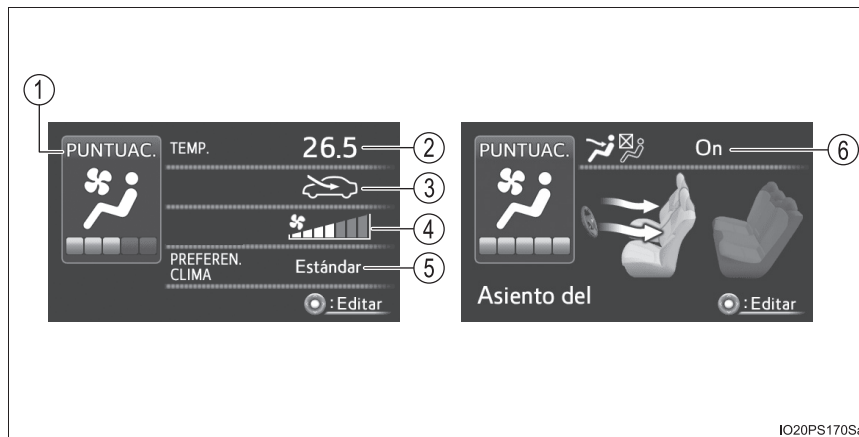 1
PUNTUAC.
TEMP.
26.5
2
3
4
PREFEREN.
CLIMA
Estándar
5
:Editar
PUNTUAC.
On
6
Asiento del
:Editar
IO20PS170Sa